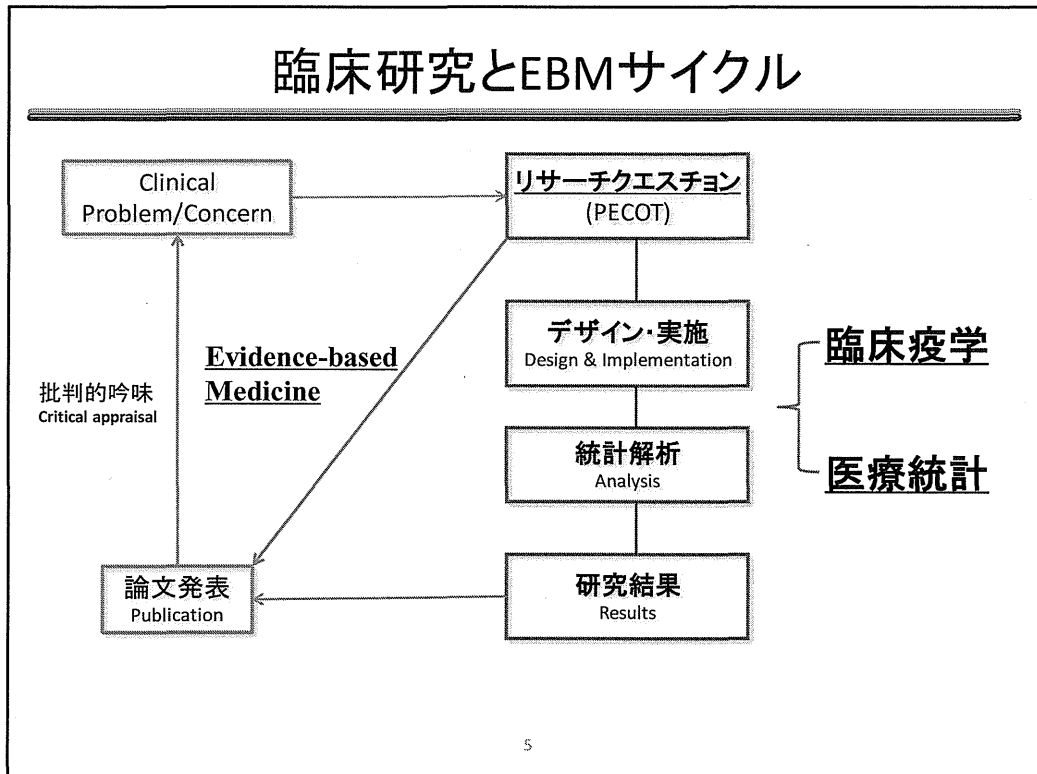 臨床研究とEBMサイクル
Clinical
Problem/Concern
リサーチクエスチョン
(PECOT)
デザイン・実施
Design & Implementation
臨床疫学
Evidence-based
Medicine
批判的吟味
Critical appraisal
統計解析
Analysis
医療統計
論文発表
Publication
研究結果
Results
5